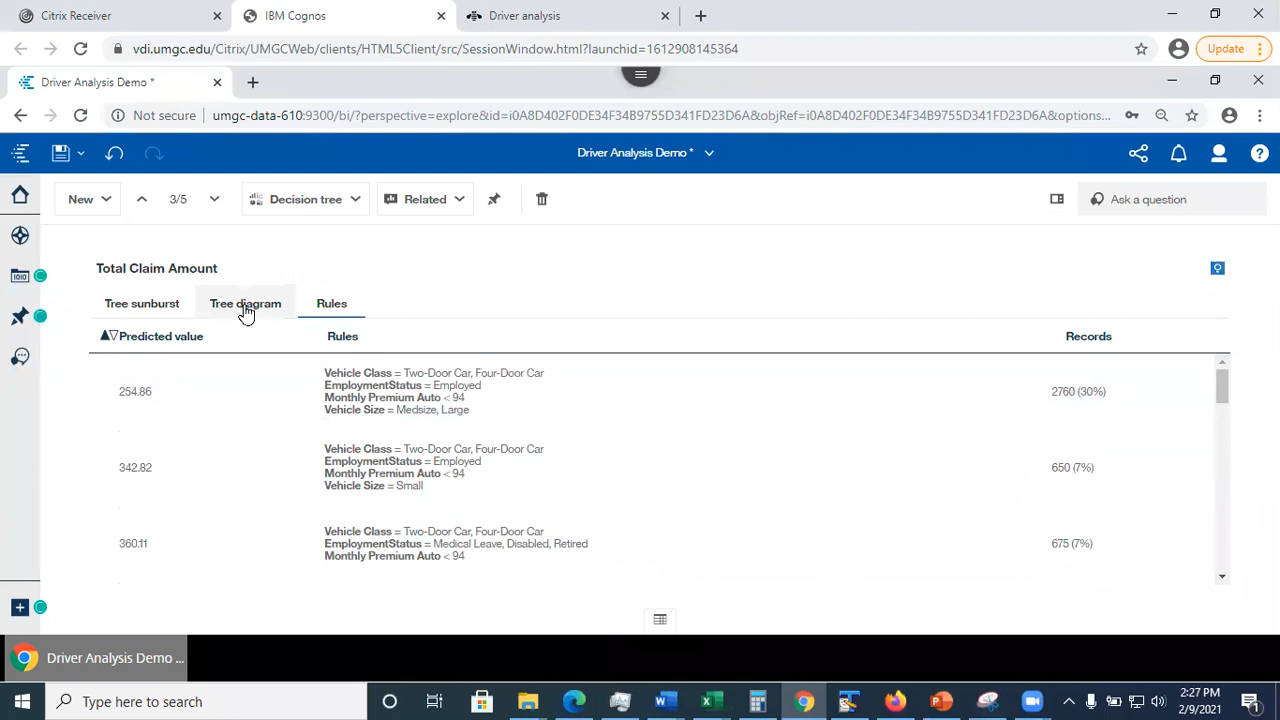 Citrix Receiver
IBM Cognos
Driver analysis
vdi.umgc.edu/Citrix/UMGCWeb/clients/HTML5Client/src/SessionWindow.html?launchid=1612908145364
Update
Driver Analysis Demo *
Not secure
umgc-data-610:9300/bi/?perspective=explore&id=i0A8D402F0DE34F34B9755D341FD23D6A&objRef=i0A8D402F0DE34F34B9755D341FD23D6A&options...
Driver Analysis Demo *
New
3/5
Decision tree
Related
Ask a question
Total Claim Amount
Tree sunburst
Tree diagram
Rules
Predicted value
Rules
Records
254.86
Vehicle Class = Two-Door Car, Four-Door Car
EmploymentStatus = Employed
Monthly Premium Auto < 94
Vehicle Size = Medsize, Large
2760 (30%)
342.82
Vehicle Class = Two-Door Car, Four-Door Car
EmploymentStatus = Employed
Monthly Premium Auto < 94
Vehicle Size = Small
650 (7%)
360.11
Vehicle Class = Two-Door Car, Four-Door Car
EmploymentStatus = Medical Leave, Disabled, Retired
Monthly Premium Auto < 94
675 (7%)
Driver Analysis Demo ...
Type here to search
2:27 PM
2/9/2021
1